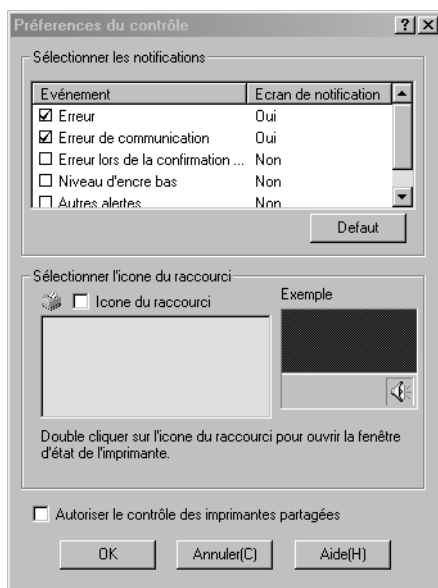 Préferences du contrôle
Sélectionner les notifications
Evénement Ecran de notification
Erreur Oui
Erreur de communication Oui
Erreur lors de la confirmation ... Non
Niveau d'encre bas Non
Autres alertes Non
Defaut
Sélectionner l'icone du raccourci
Icone du raccourci
Exemple
Double cliquer sur l'icone du raccourci pour ouvrir la fenêtre
d'état de l'imprimante.
Autoriser le contrôle des imprimantes partagées
OK Annuler(C) Aide(H)